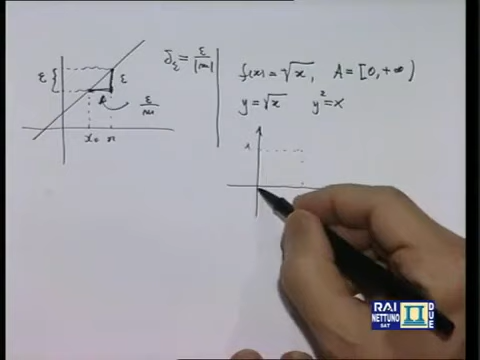 δ_ε = ε/|m|
f(x) = √x, A = [0, +∞)
y = √x y² = x
ε
ε
ε/m
x₀
1
RAI
NETTUNO
SAT
DUE